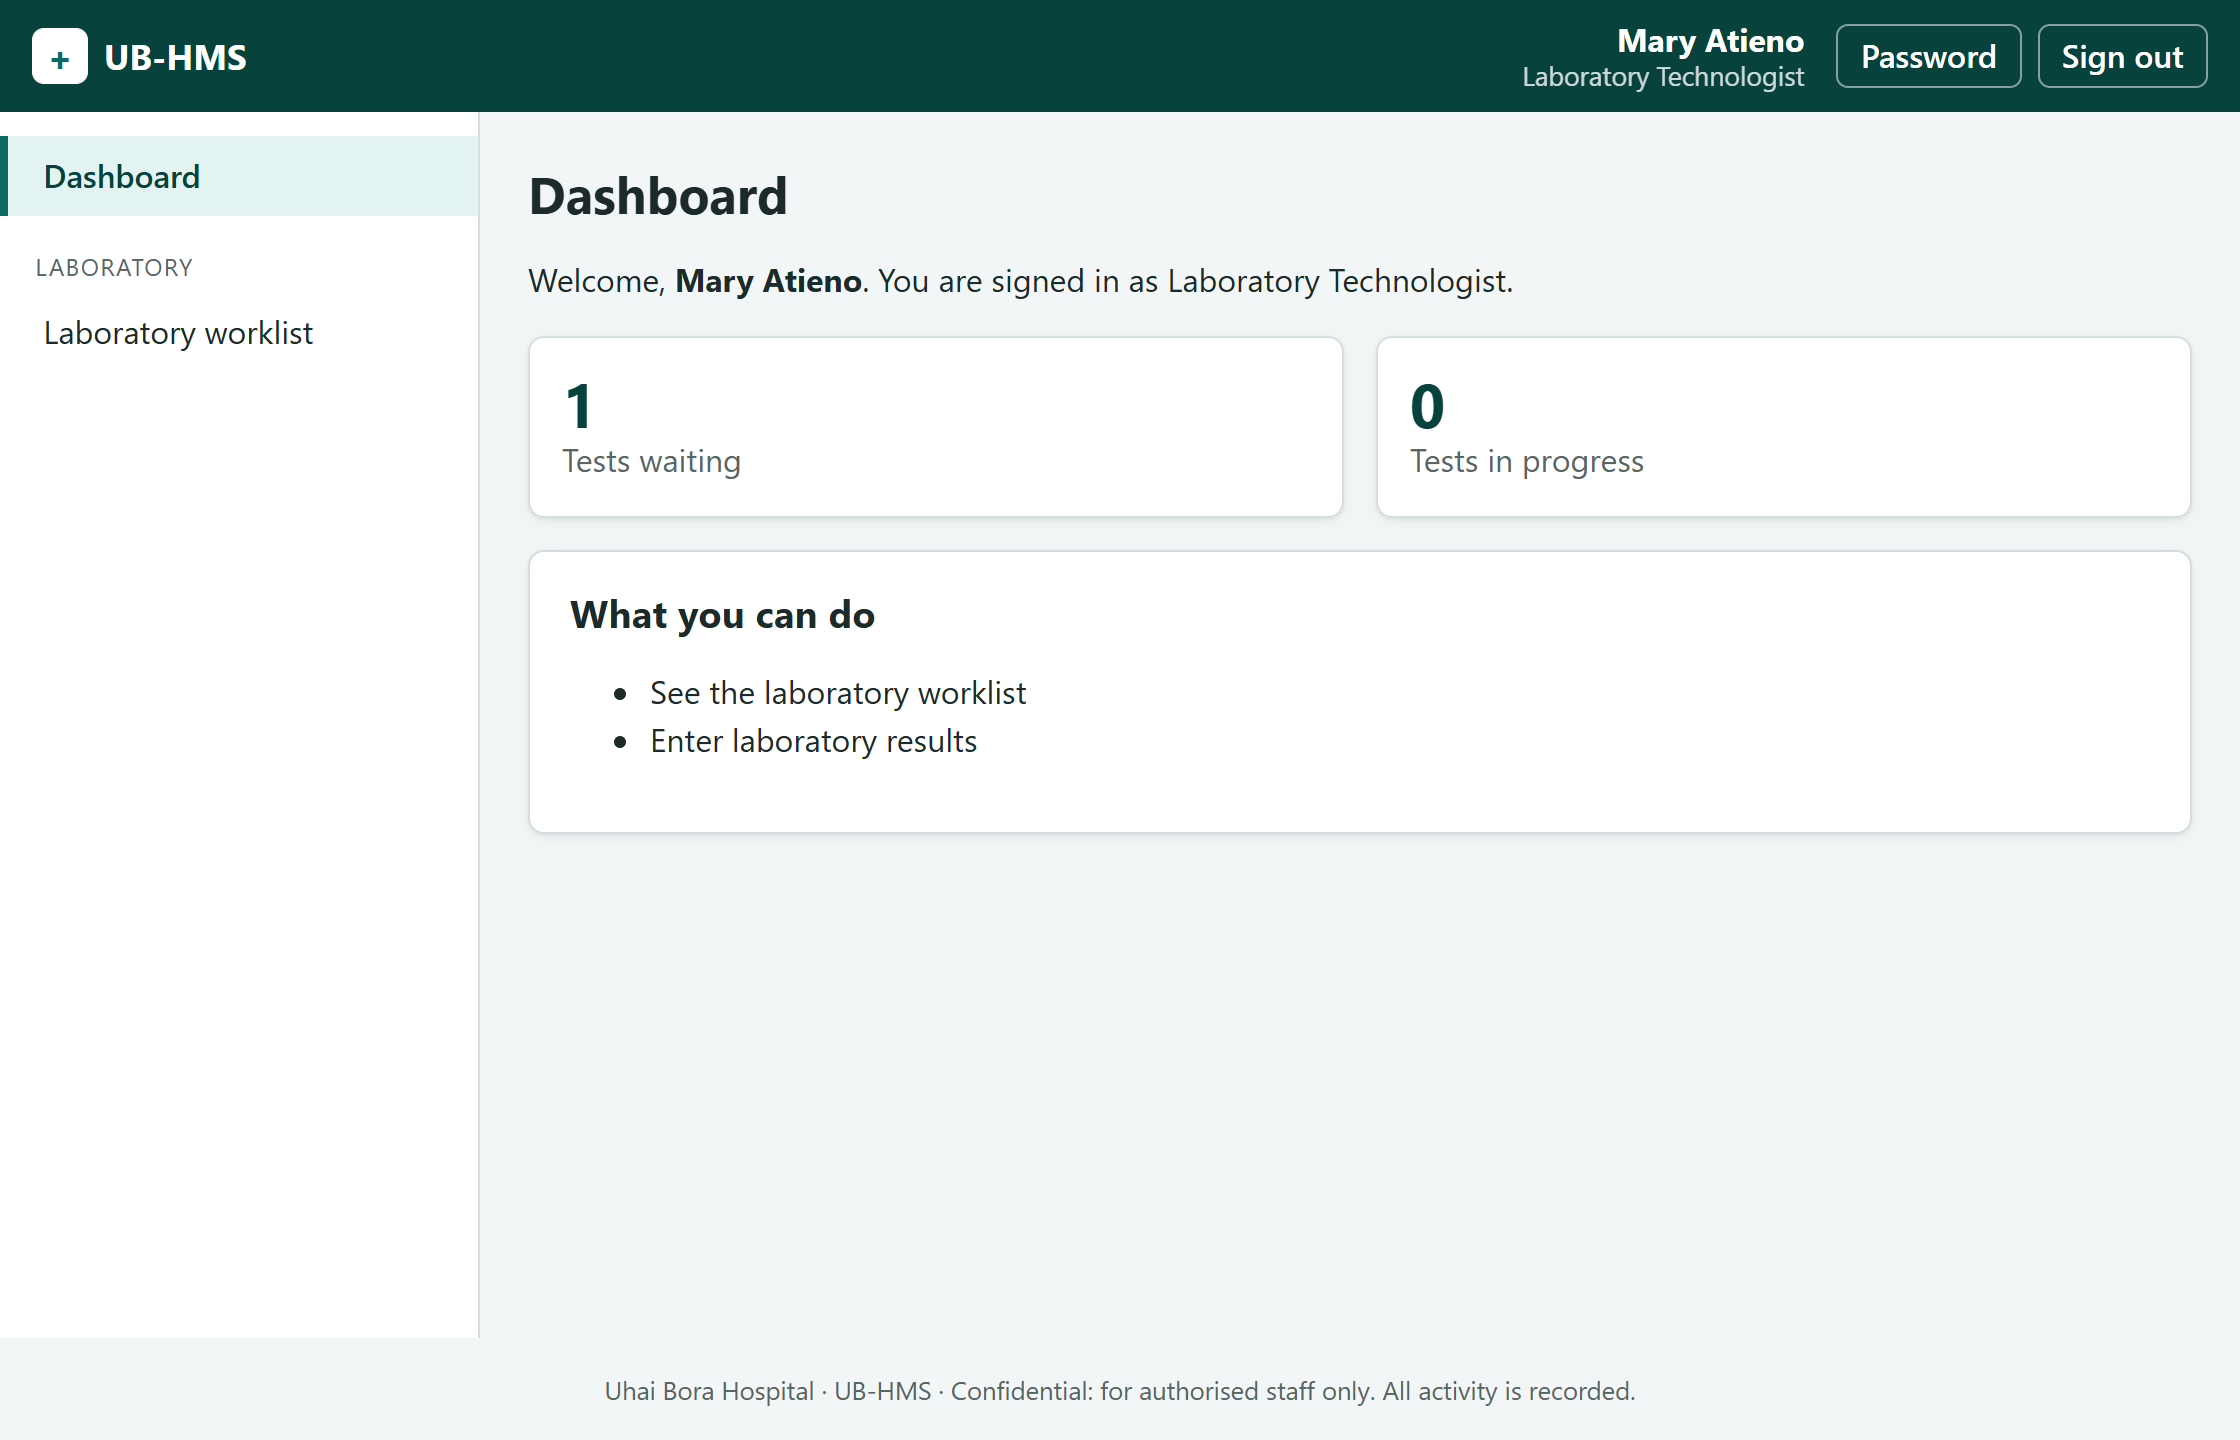 + UB-HMS
Mary Atieno
Laboratory Technologist
Password
Sign out
Dashboard
LABORATORY
Laboratory worklist
Dashboard
Welcome, Mary Atieno. You are signed in as Laboratory Technologist.
1
Tests waiting
0
Tests in progress
What you can do
• See the laboratory worklist
• Enter laboratory results
Uhai Bora Hospital · UB-HMS · Confidential: for authorised staff only. All activity is recorded.